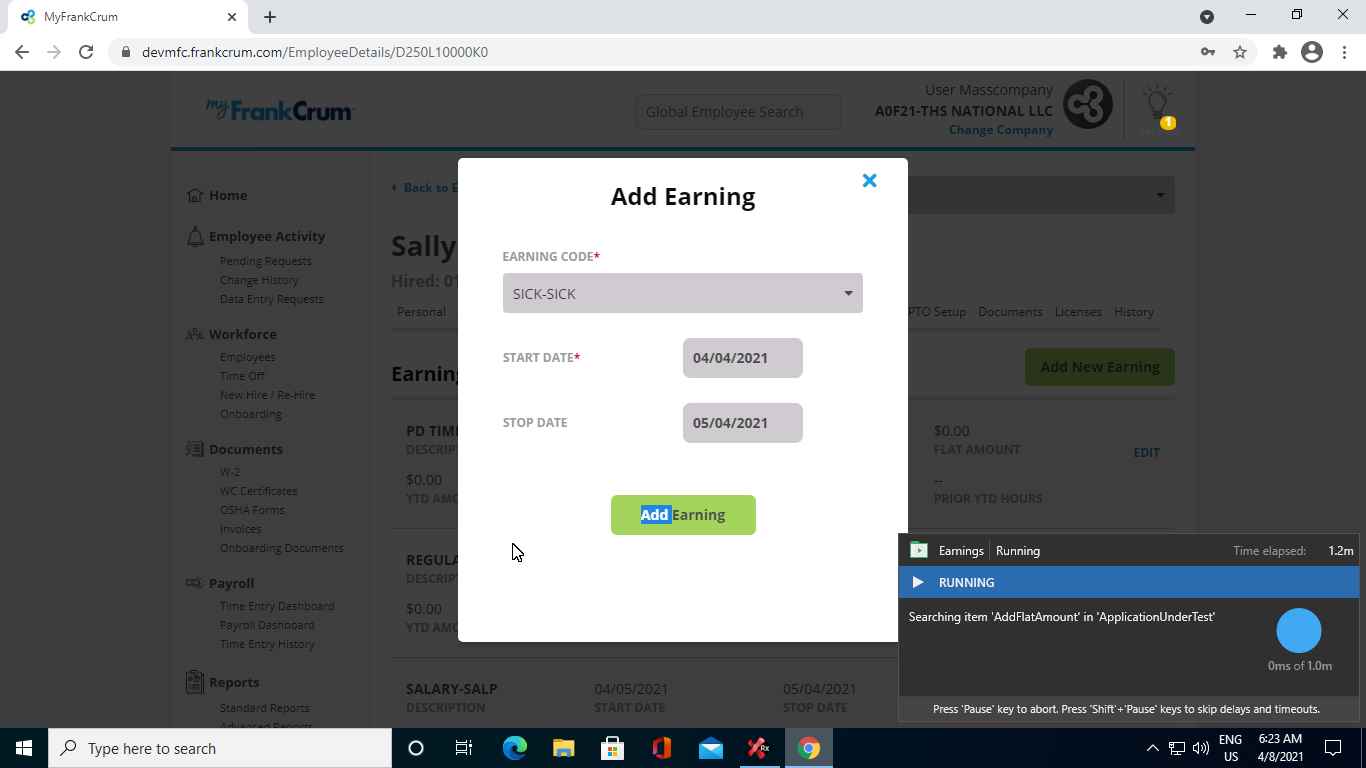 MyFrankCrum
devmfc.frankcrum.com/EmployeeDetails/D250L10000K0
myFrankCrum
Global Employee Search
User Masscompany
A0F21-THS NATIONAL LLC
Change Company
1
Home
Employee Activity
Pending Requests
Change History
Data Entry Requests
Workforce
Employees
Time Off
New Hire / Re-Hire
Onboarding
Documents
W-2
WC Certificates
OSHA Forms
Invoices
Onboarding Documents
Payroll
Time Entry Dashboard
Payroll Dashboard
Time Entry History
Reports
Standard Reports
Advanced Reports
Back to E
Sally
Hired: 01
Personal
PTO Setup Documents Licenses History
Earning
Add New Earning
PD TIM
DESCRIP
$0.00
YTD AMO
$0.00
FLAT AMOUNT
EDIT
--
PRIOR YTD HOURS
REGULA
DESCRIP
$0.00
YTD AMO
SALARY-SALP
DESCRIPTION
04/05/2021
START DATE
05/04/2021
STOP DATE
Add Earning
EARNING CODE*
SICK-SICK
START DATE*
04/04/2021
STOP DATE
05/04/2021
Add Earning
Earnings Running
Time elapsed: 1.2m
RUNNING
Searching item 'AddFlatAmount' in 'ApplicationUnderTest'
0ms of 1.0m
Press 'Pause' key to abort. Press 'Shift'+'Pause' keys to skip delays and timeouts.
Type here to search
Rx
ENG
US
6:23 AM
4/8/2021